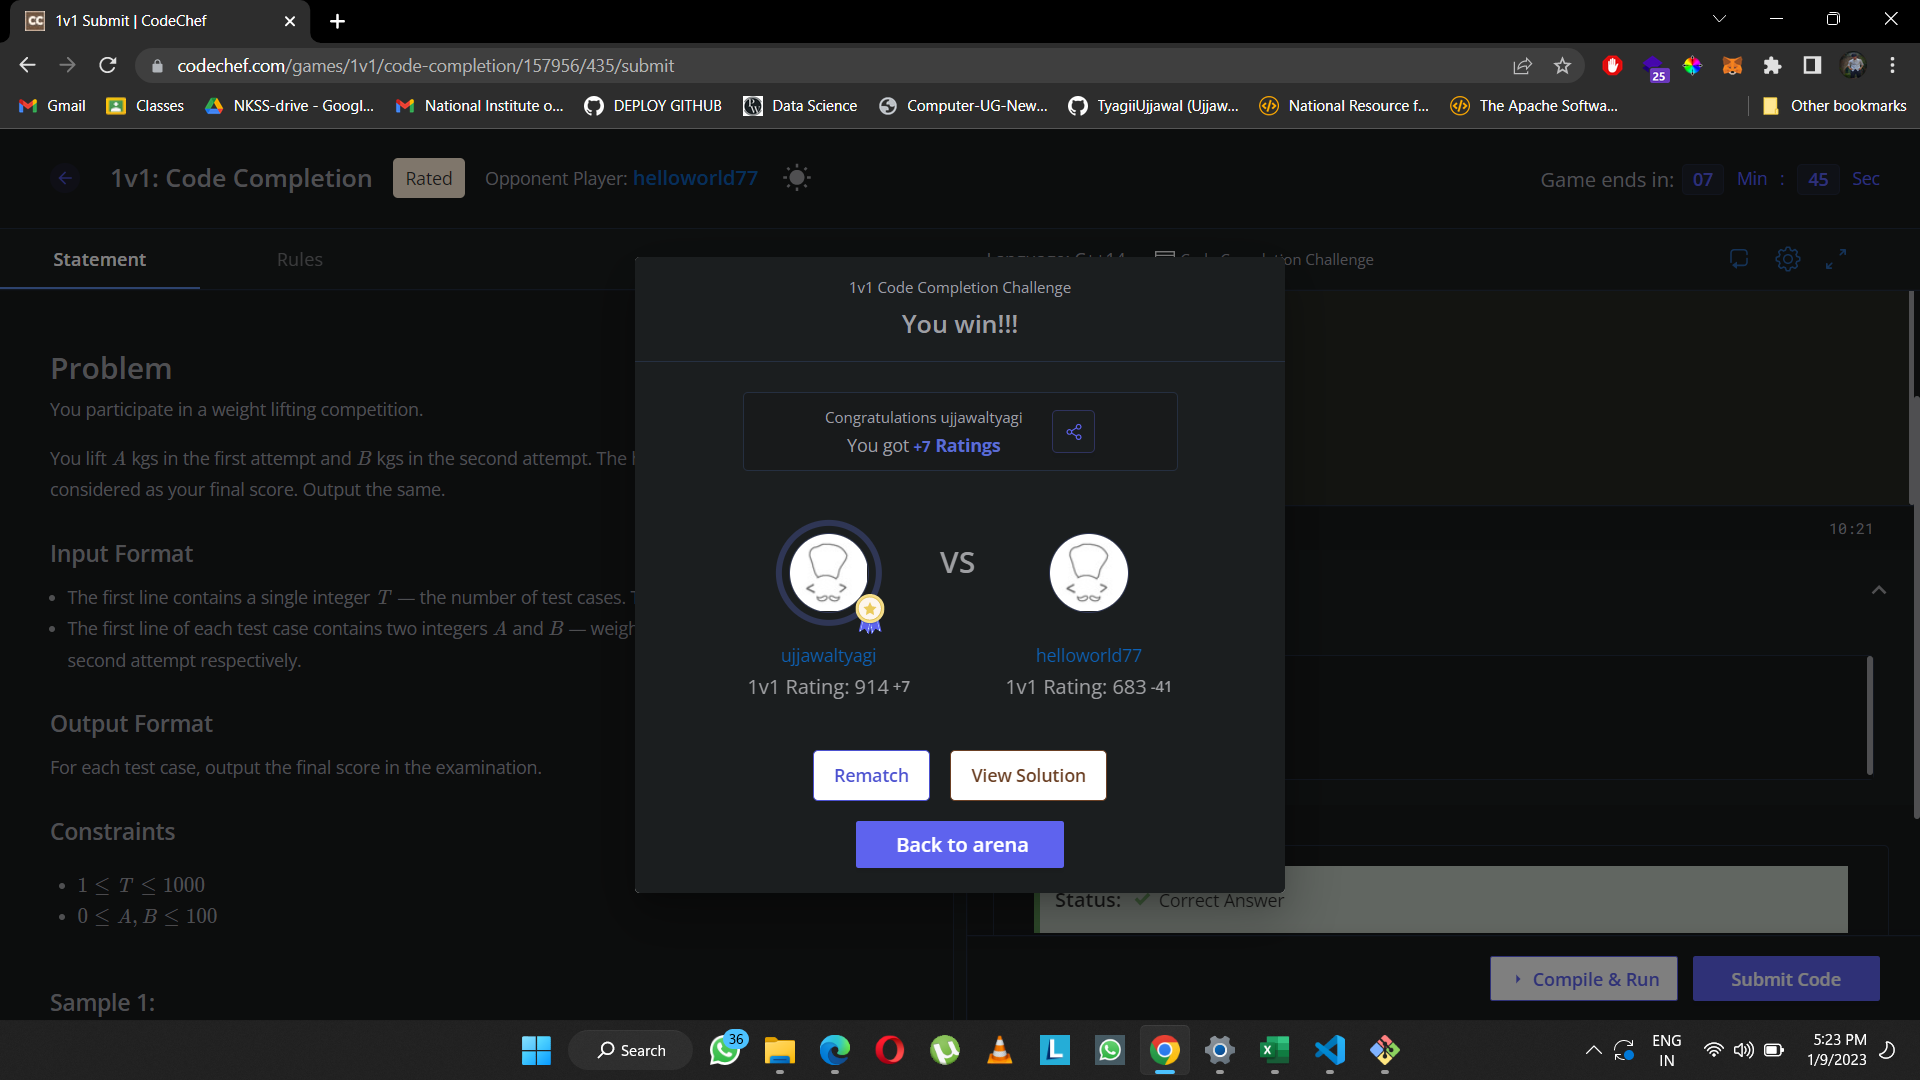 1v1 Submit | CodeChef
codechef.com/games/1v1/code-completion/157956/435/submit
25
Gmail Classes NKSS-drive - Googl... National Institute o... DEPLOY GITHUB Data Science Computer-UG-New... TyagiiUjjawal (Ujjaw... National Resource f... The Apache Softwa... Other bookmarks
1v1: Code Completion Rated Opponent Player: helloworld77 Game ends in: 07 Min : 45 Sec
Statement Rules
on Challenge
Problem
You participate in a weight lifting competition.
You lift A kgs in the first attempt and B kgs in the second attempt. The
considered as your final score. Output the same.
Input Format
• The first line contains a single integer T — the number of test cases.
• The first line of each test case contains two integers A and B — weigh
second attempt respectively.
Output Format
For each test case, output the final score in the examination.
Constraints
• 1 ≤ T ≤ 1000
• 0 ≤ A, B ≤ 100
Sample 1:
1v1 Code Completion Challenge
You win!!!
Congratulations ujjawaltyagi
You got +7 Ratings
VS
ujjawaltyagi helloworld77
1v1 Rating: 914 +7 1v1 Rating: 683 -41
Rematch View Solution
Back to arena
10:21
Status: ✓ Correct Answer
Compile & Run Submit Code
Search 36 L ENG
IN
5:23 PM
1/9/2023